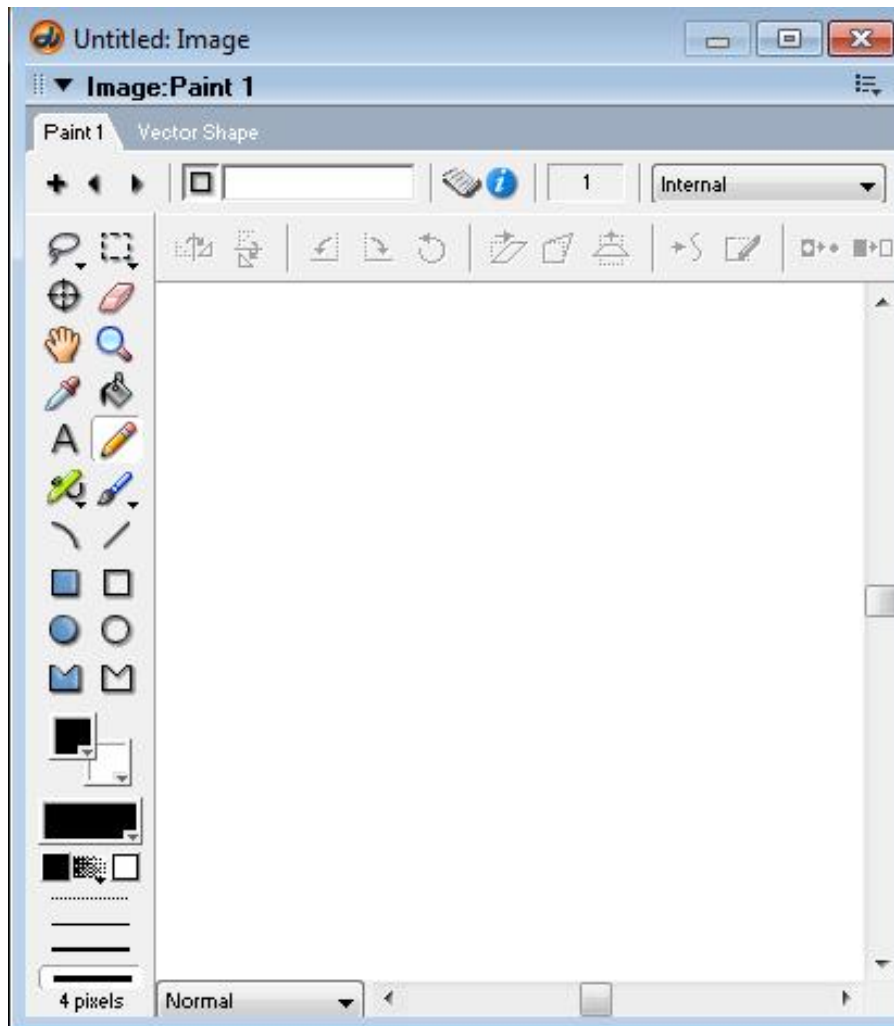 Untitled: Image
Image:Paint 1
Paint 1 Vector Shape
1 Internal
A
4 pixels Normal